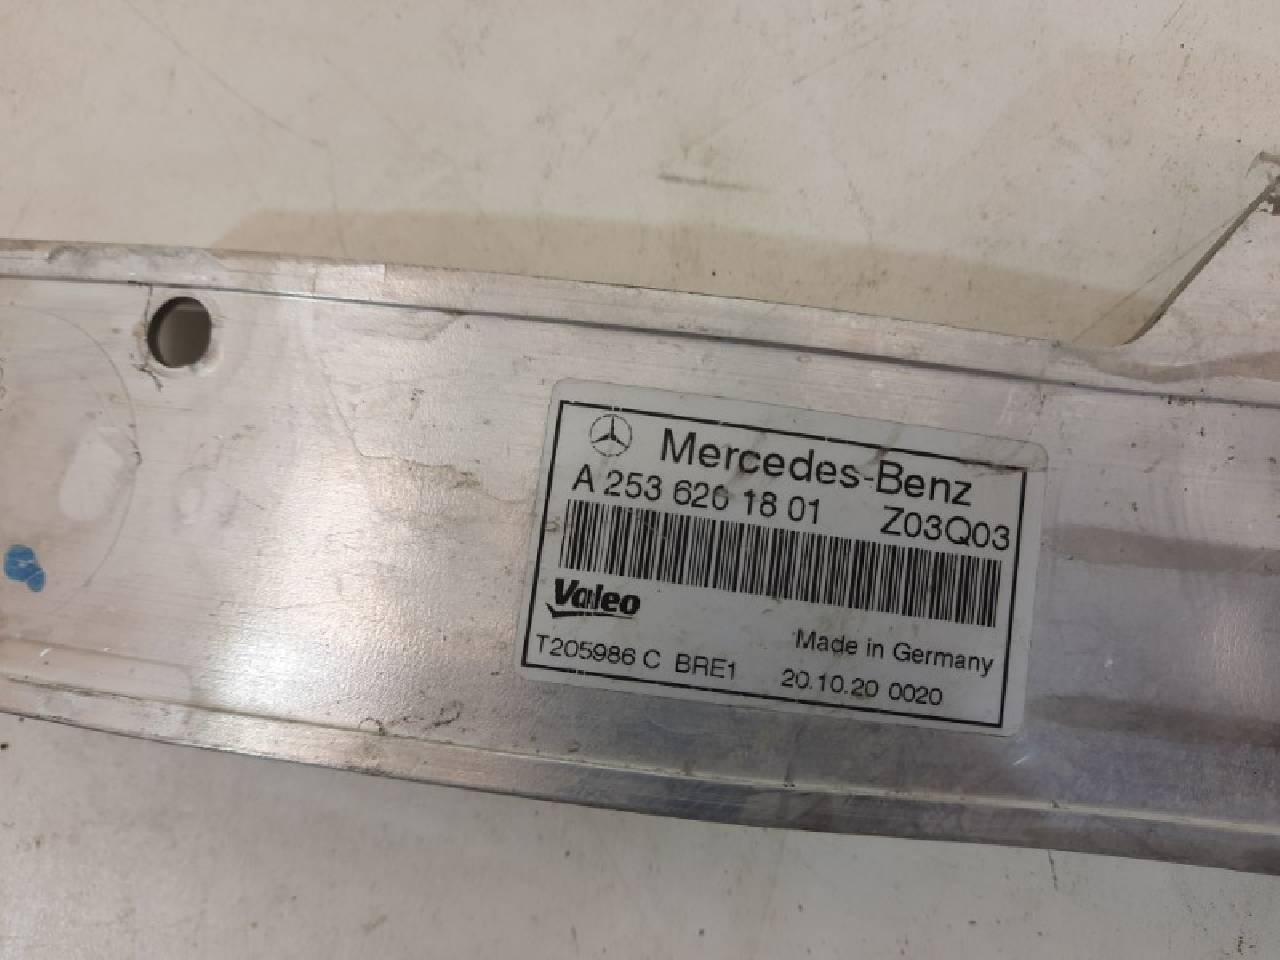 Mercedes-Benz
A 253 620 18 01 Z03Q03
Valeo
Made in Germany
T205986 C BRE1 20.10.20 0020